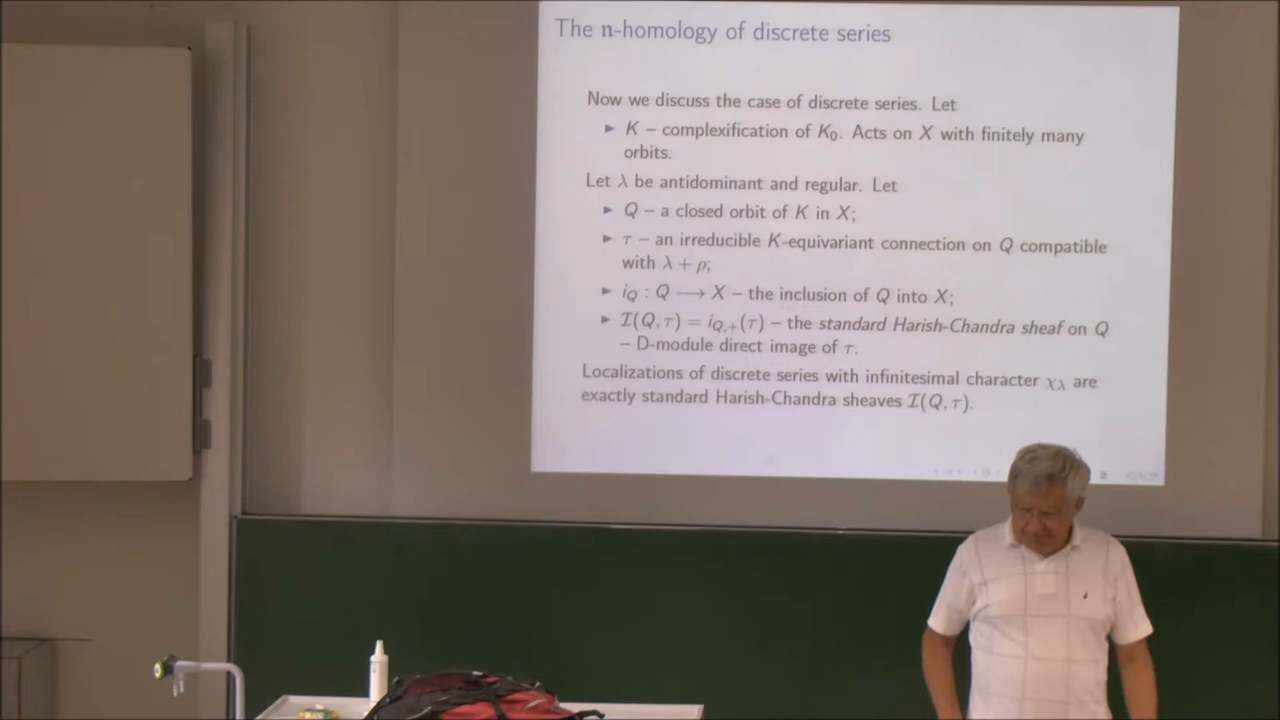 The n-homology of discrete series
Now we discuss the case of discrete series. Let
► K – complexification of K₀. Acts on X with finitely many
orbits.
Let λ be antidominant and regular. Let
► Q – a closed orbit of K in X;
► τ – an irreducible K-equivariant connection on Q compatible
with λ + ρ;
► i_Q : Q ⟶ X – the inclusion of Q into X;
► ℐ(Q, τ) = i_{Q,+}(τ) – the standard Harish-Chandra sheaf on Q
– D-module direct image of τ.
Localizations of discrete series with infinitesimal character χ_λ are
exactly standard Harish-Chandra sheaves ℐ(Q, τ).